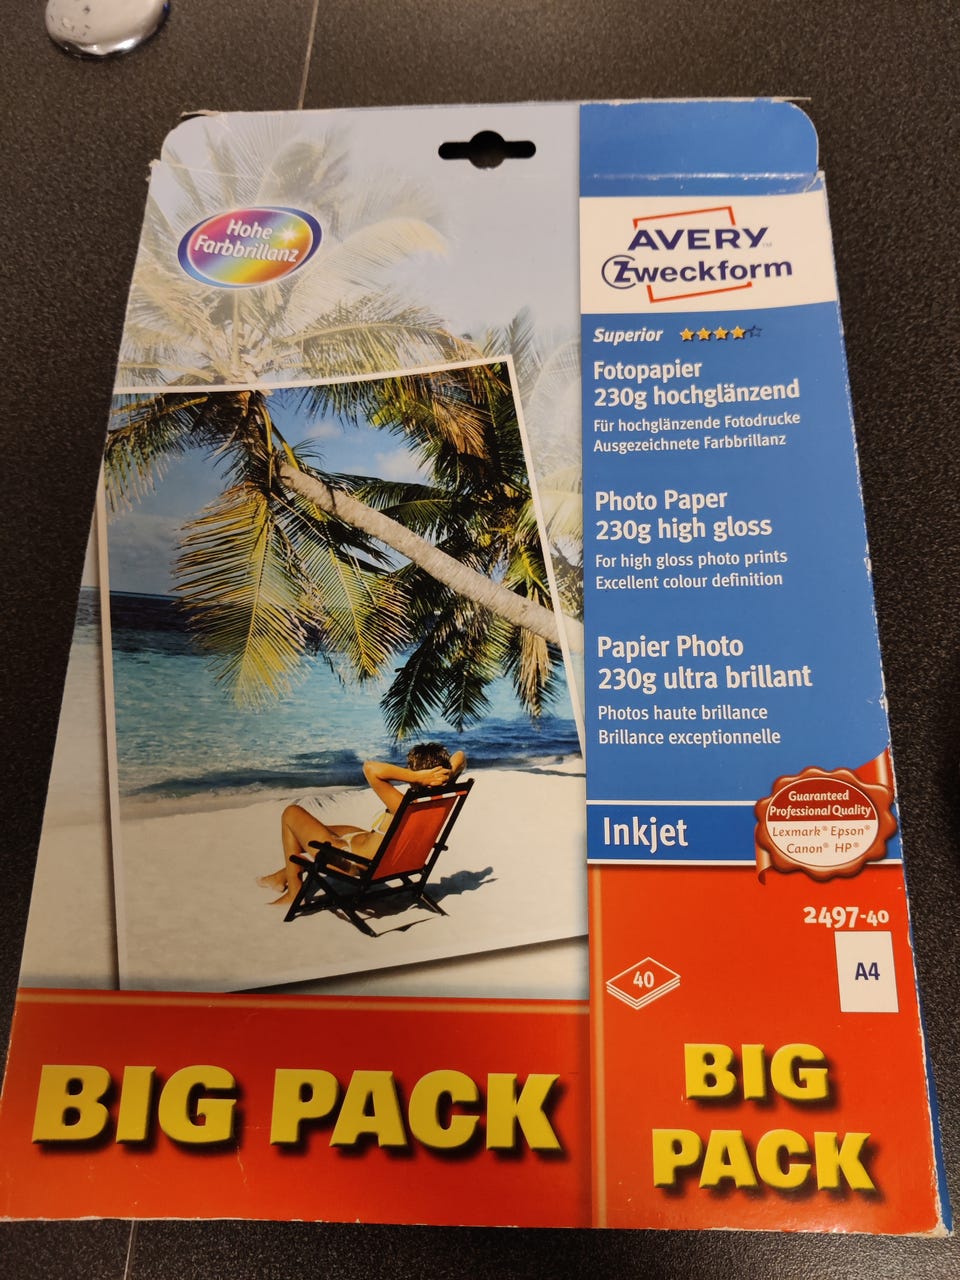 Hohe
Farbbrillanz
AVERY™
Zweckform
Superior
Fotopapier
230g hochglänzend
Für hochglänzende Fotodrucke
Ausgezeichnete Farbbrillanz
Photo Paper
230g high gloss
For high gloss photo prints
Excellent colour definition
Papier Photo
230g ultra brillant
Photos haute brillance
Brillance exceptionnelle
Inkjet
Guaranteed
Professional Quality
Lexmark® Epson®
Canon® HP®
2497-40
40
A4
BIG PACK
BIG
PACK